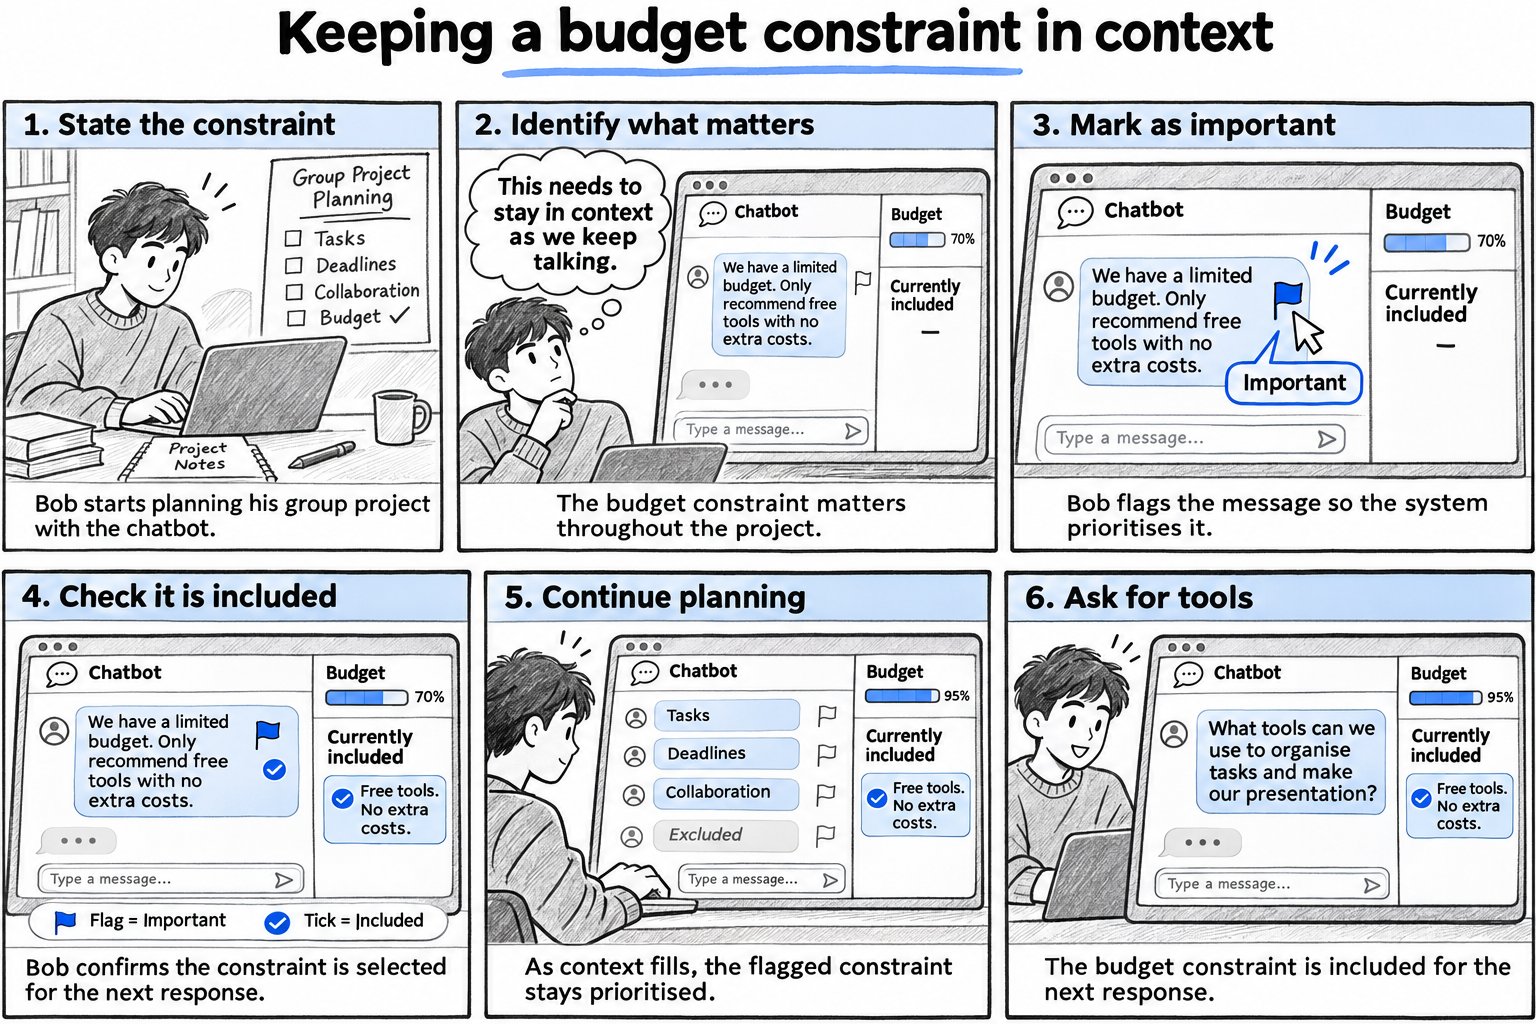 Keeping a budget constraint in context
1. State the constraint
Group Project
Planning
Tasks
Deadlines
Collaboration
Budget ✓
Project
Notes
Bob starts planning his group project
with the chatbot.
2. Identify what matters
This needs to
stay in context
as we keep
talking.
Chatbot
We have a limited
budget. Only
recommend free
tools with no
extra costs.
Type a message...
Budget
70%
Currently
included
–
The budget constraint matters
throughout the project.
3. Mark as important
Chatbot
We have a limited
budget. Only
recommend free
tools with no
extra costs.
Important
Type a message...
Budget
70%
Currently
included
–
Bob flags the message so the system
prioritises it.
4. Check it is included
Chatbot
We have a limited
budget. Only
recommend free
tools with no
extra costs.
Type a message...
Budget
70%
Currently
included
Free tools.
No extra
costs.
Flag = Important
Tick = Included
Bob confirms the constraint is selected
for the next response.
5. Continue planning
Chatbot
Tasks
Deadlines
Collaboration
Excluded
Type a message...
Budget
95%
Currently
included
Free tools.
No extra
costs.
As context fills, the flagged constraint
stays prioritised.
6. Ask for tools
Chatbot
What tools can we
use to organise
tasks and make
our presentation?
Type a message...
Budget
95%
Currently
included
Free tools.
No extra
costs.
The budget constraint is included for the
next response.